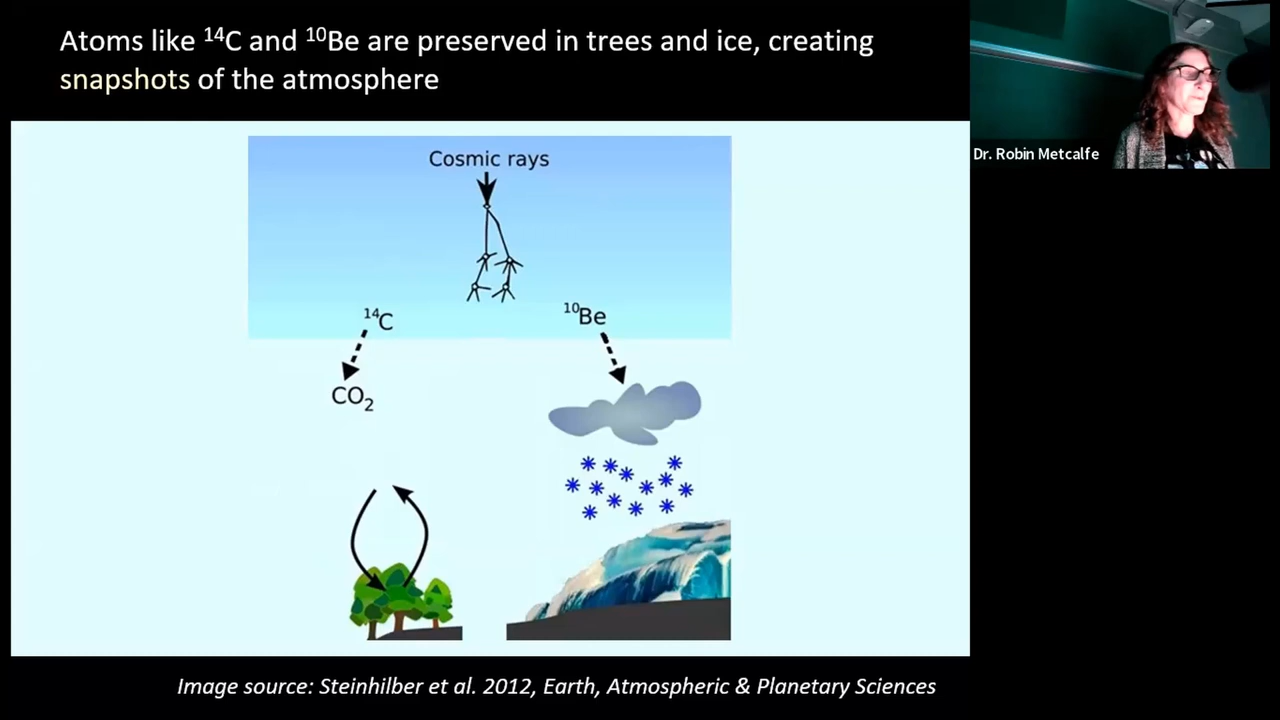 Atoms like ¹⁴C and ¹⁰Be are preserved in trees and ice, creating
snapshots of the atmosphere
Dr. Robin Metcalfe
Cosmic rays
¹⁴C
¹⁰Be
CO₂
Image source: Steinhilber et al. 2012, Earth, Atmospheric & Planetary Sciences